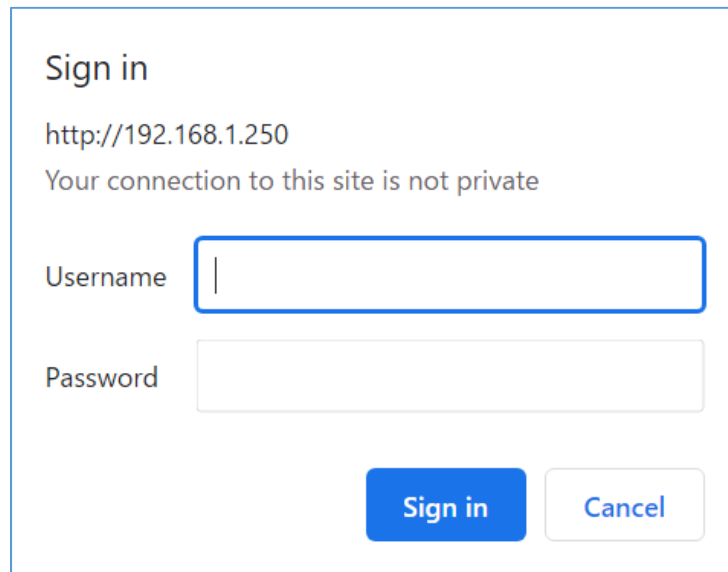 Sign in
http://192.168.1.250
Your connection to this site is not private
Username
Password
Sign in Cancel